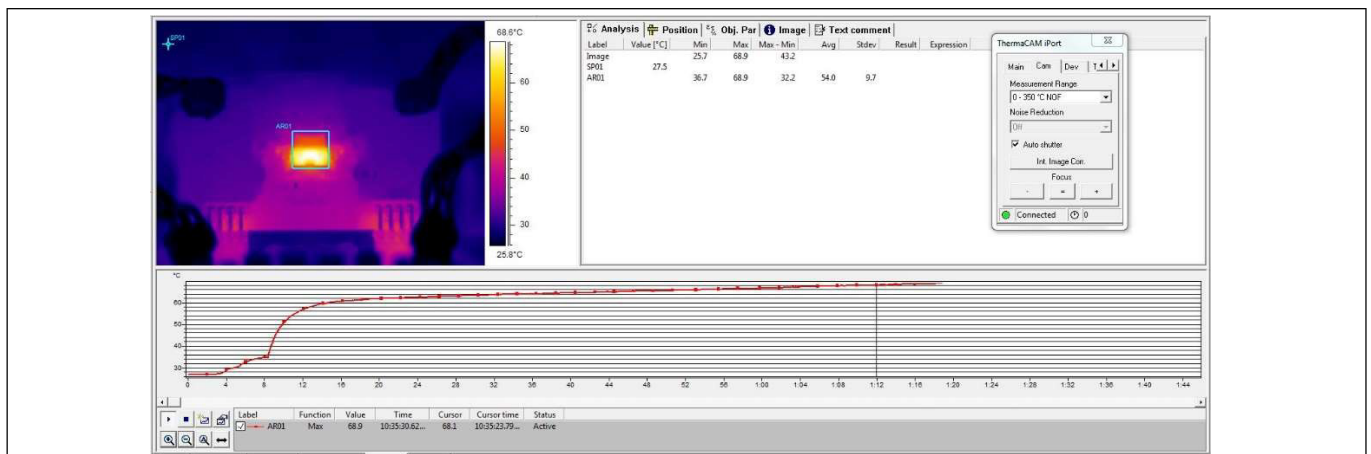 SP01
AR01
68.6°C
60
50
40
30
25.8°C
Analysis Position Obj. Par Image Text comment
Label Value [°C] Min Max Max - Min Avg Stdev Result Expression
Image 25.7 68.9 43.2
SP01 27.5
AR01 36.7 68.9 32.2 54.0 9.7
ThermaCAM iPort
Main Cam Dev
Measurement Range
0 - 350 °C NOF
Noise Reduction
Off
Auto shutter
Int. Image Corr.
Focus
- = +
Connected 0
°C
60
50
40
30
0 4 8 12 16 20 24 28 32 36 40 44 48 52 56 1:00 1:04 1:08 1:12 1:16 1:20 1:24 1:28 1:32 1:36 1:40 1:44
Label Function Value Time Cursor Cursor time Status
AR01 Max 68.9 10:35:30.62... 68.1 10:35:23.79... Active